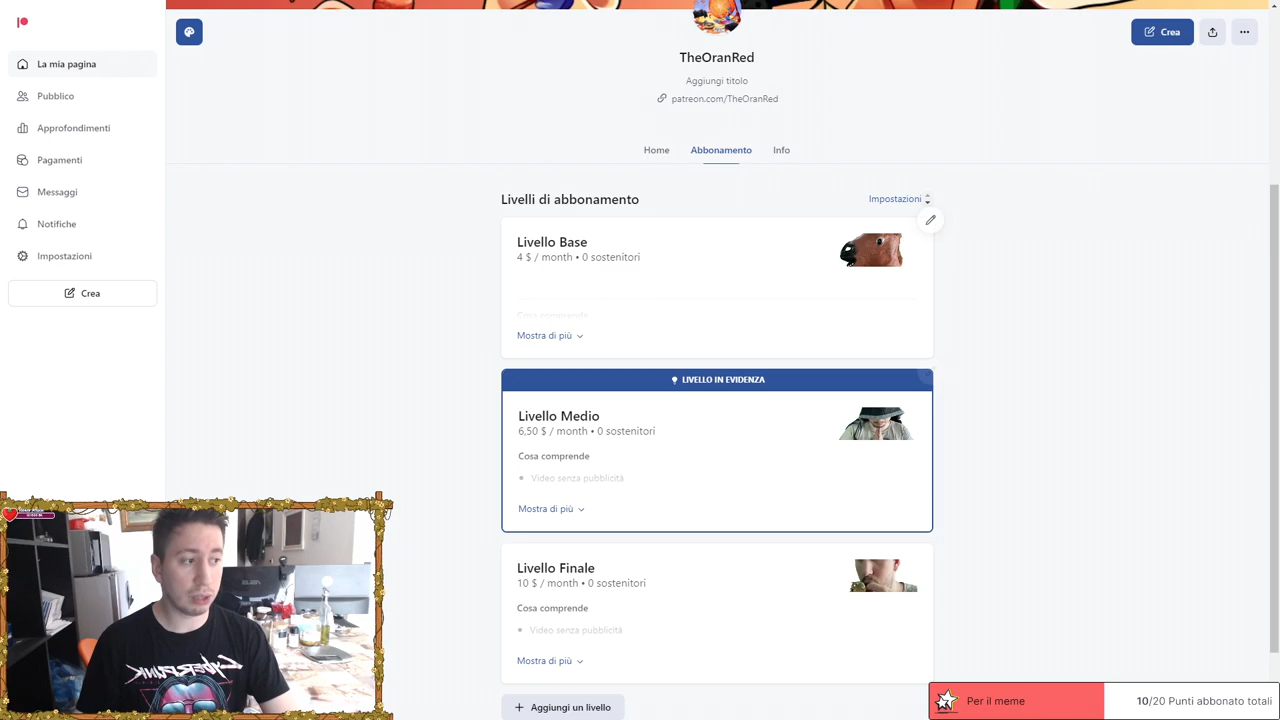 La mia pagina
Pubblico
Approfondimenti
Pagamenti
Messaggi
Notifiche
Impostazioni
Crea
Crea
TheOranRed
Aggiungi titolo
patreon.com/TheOranRed
Home Abbonamento Info
Livelli di abbonamento
Impostazioni
Livello Base
4 $ / month • 0 sostenitori
Cosa comprende
Mostra di più
LIVELLO IN EVIDENZA
Livello Medio
6,50 $ / month • 0 sostenitori
Cosa comprende
Video senza pubblicità
Mostra di più
Livello Finale
10 $ / month • 0 sostenitori
Cosa comprende
Video senza pubblicità
Mostra di più
Aggiungi un livello
Per il meme
10/20 Punti abbonato totali